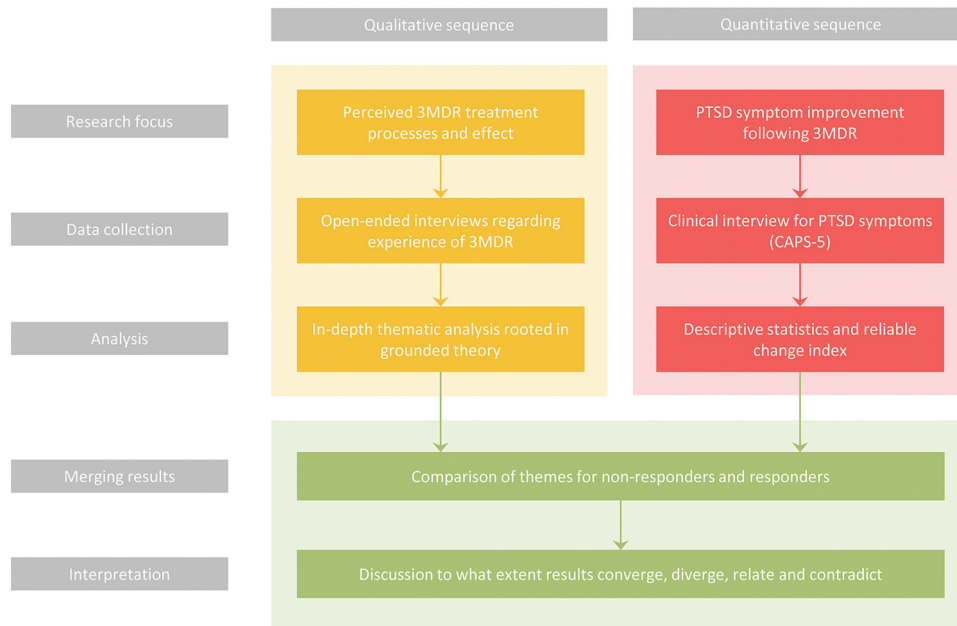 Qualitative sequence
Quantitative sequence
Research focus
Perceived 3MDR treatment
processes and effect
PTSD symptom improvement
following 3MDR
Data collection
Open-ended interviews regarding
experience of 3MDR
Clinical interview for PTSD symptoms
(CAPS-5)
Analysis
In-depth thematic analysis rooted in
grounded theory
Descriptive statistics and reliable
change index
Merging results
Comparison of themes for non-responders and responders
Interpretation
Discussion to what extent results converge, diverge, relate and contradict